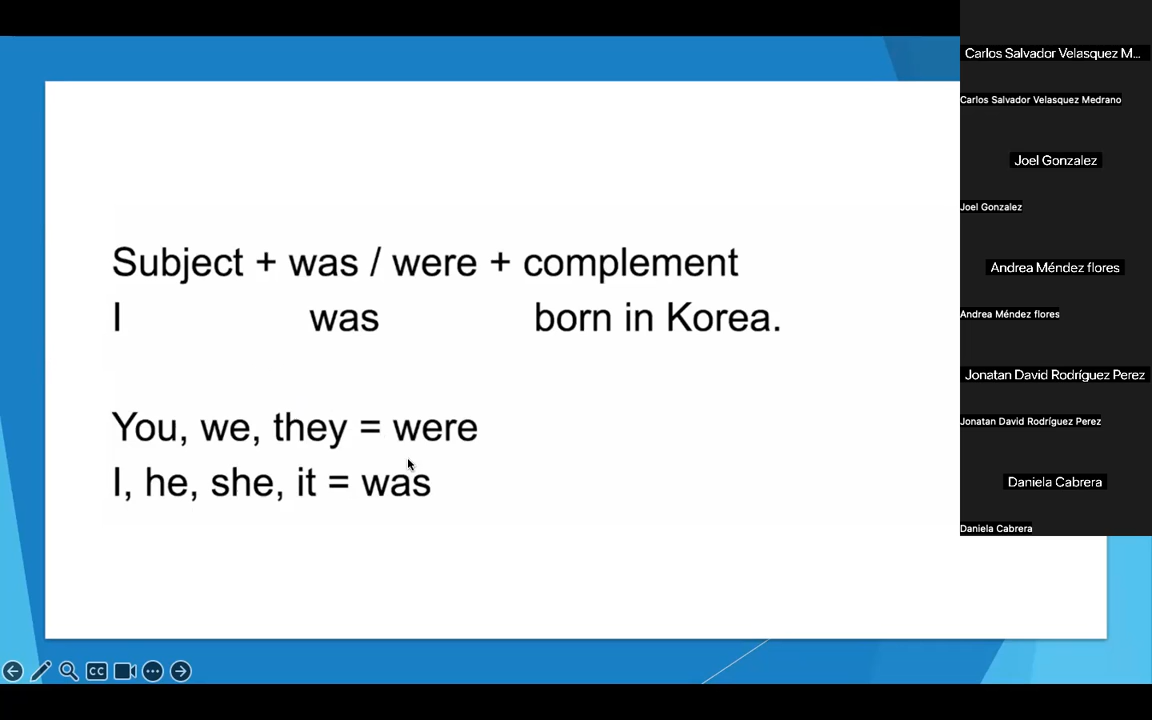 Subject + was / were + complement
I was born in Korea.
You, we, they = were
I, he, she, it = was
Carlos Salvador Velasquez M...
Carlos Salvador Velasquez Medrano
Joel Gonzalez
Joel Gonzalez
Andrea Méndez flores
Andrea Méndez flores
Jonatan David Rodríguez Perez
Jonatan David Rodríguez Perez
Daniela Cabrera
Daniela Cabrera
CC